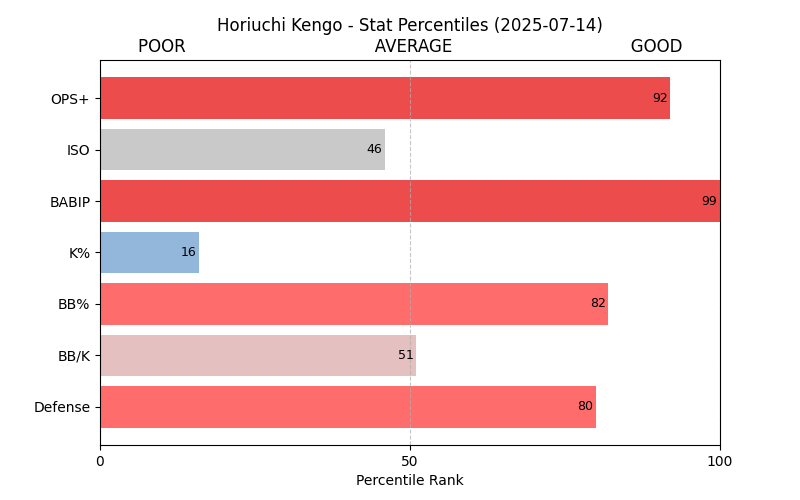 Horiuchi Kengo - Stat Percentiles (2025-07-14)
POOR AVERAGE GOOD
OPS+ 92
ISO 46
BABIP 99
K% 16
BB% 82
BB/K 51
Defense 80
0 50 100
Percentile Rank